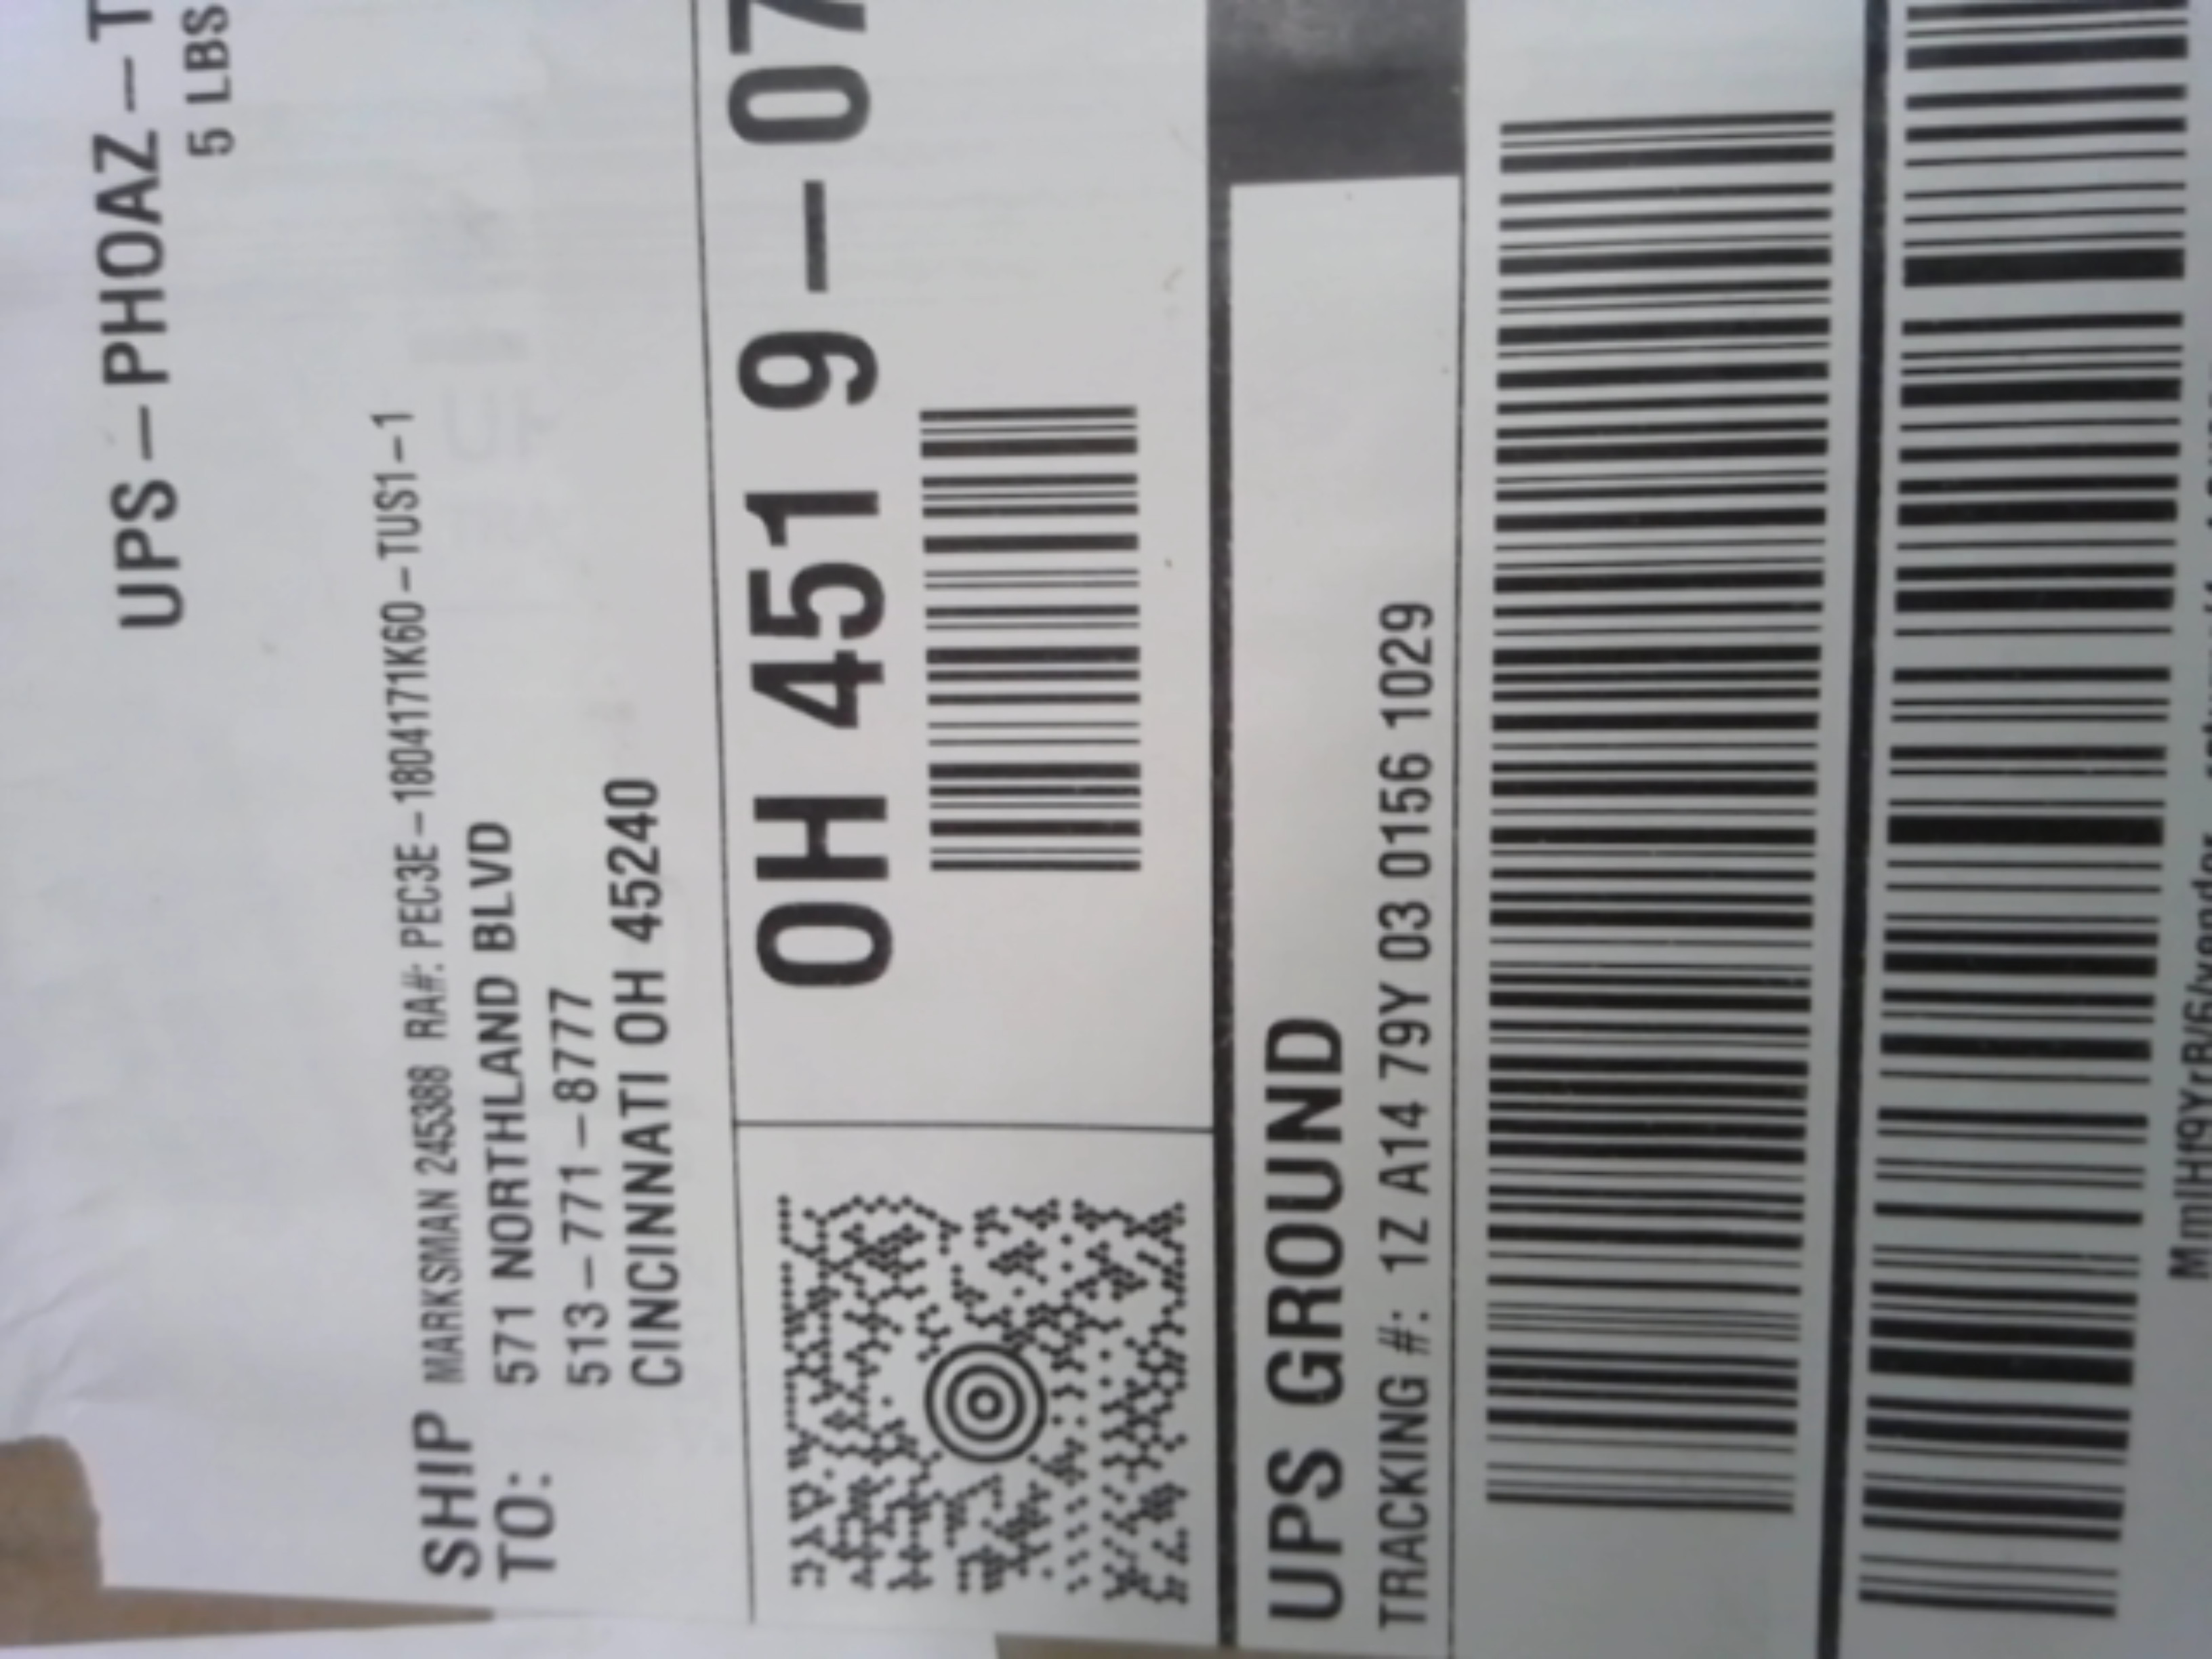 UPS – PHOAZ – T
5 LBS
SHIP TO:
MARKSMAN 245388 RA#: PEC3E – 1804171K60 – TUS1 – 1
571 NORTHLAND BLVD
513 – 771 – 8777
CINCINNATI OH 45240
OH 451 9 – 07
UPS GROUND
TRACKING #: 1Z A14 79Y 03 0156 1029